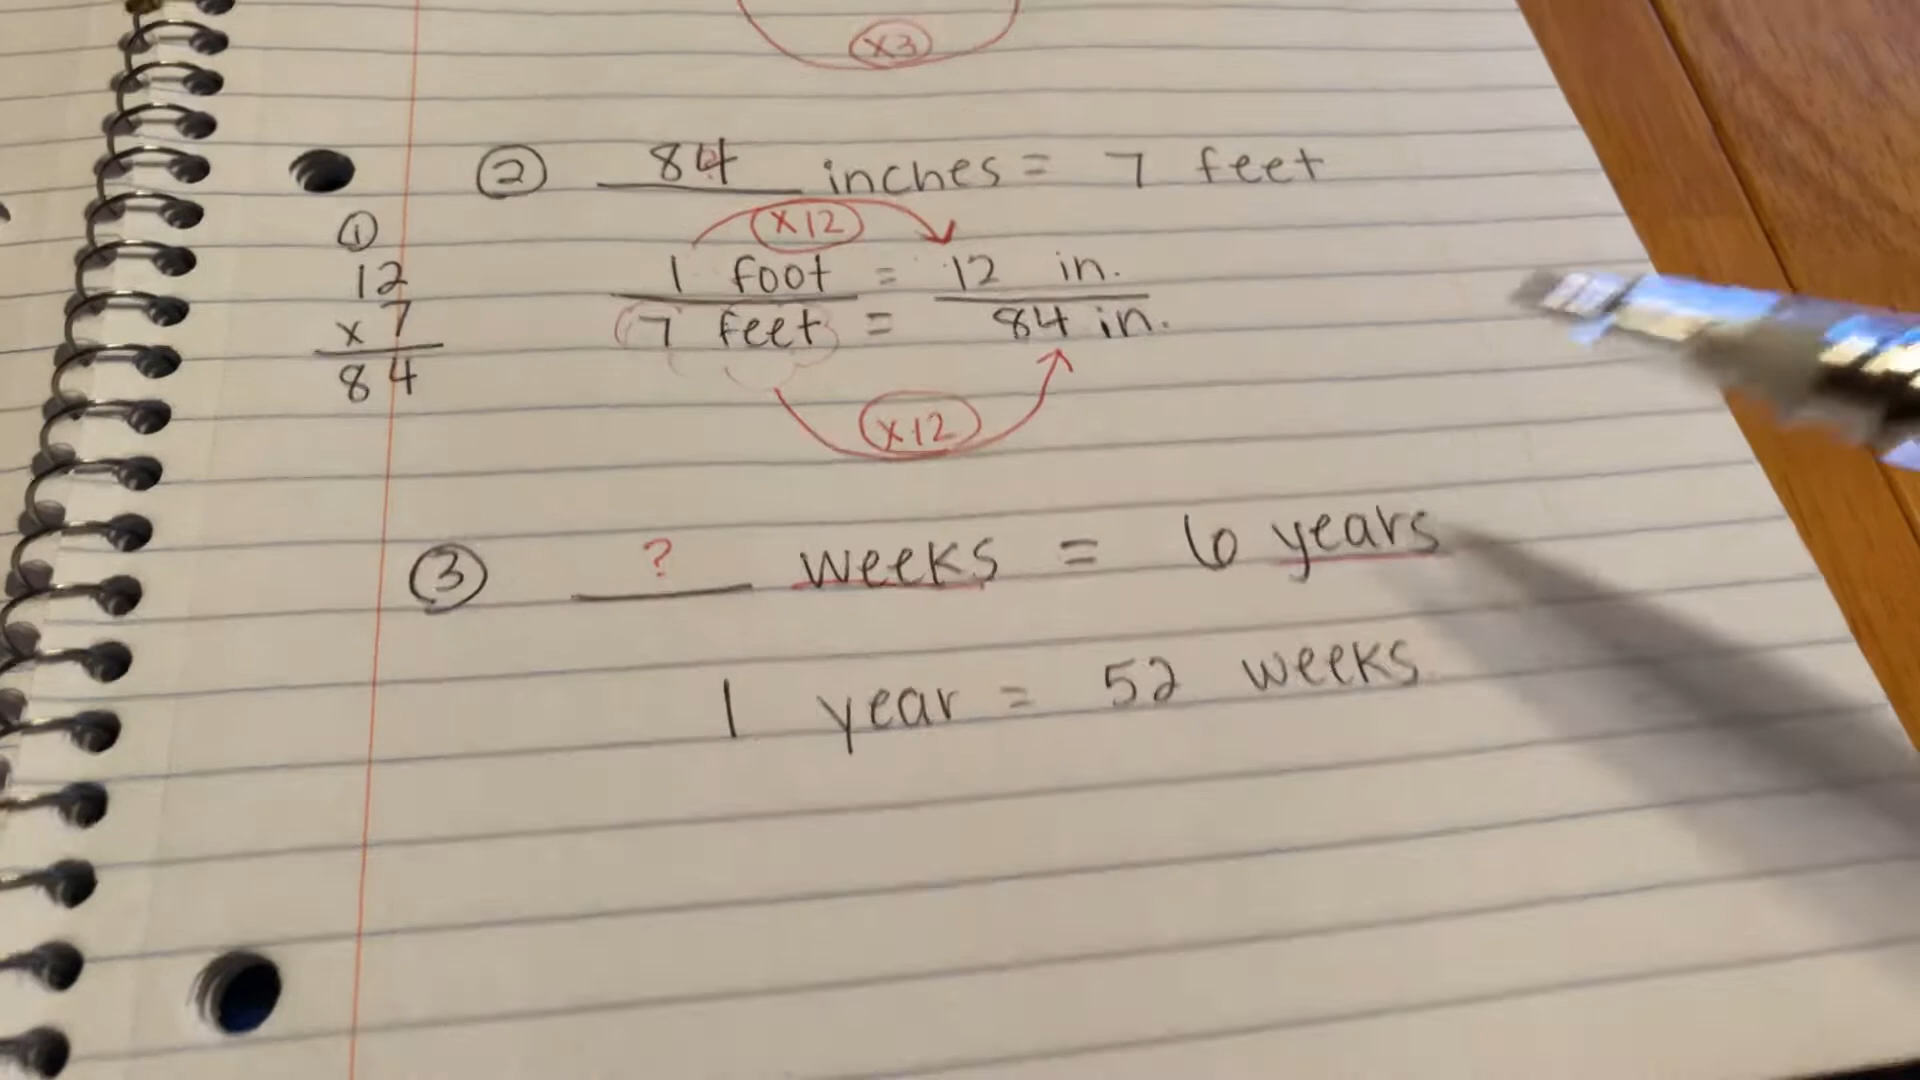 x3
② 84 inches = 7 feet
x12
①
12
x 7
84
1 foot = 12 in.
7 feet = 84 in.
x12
③ ? weeks = 6 years
1 year = 52 weeks